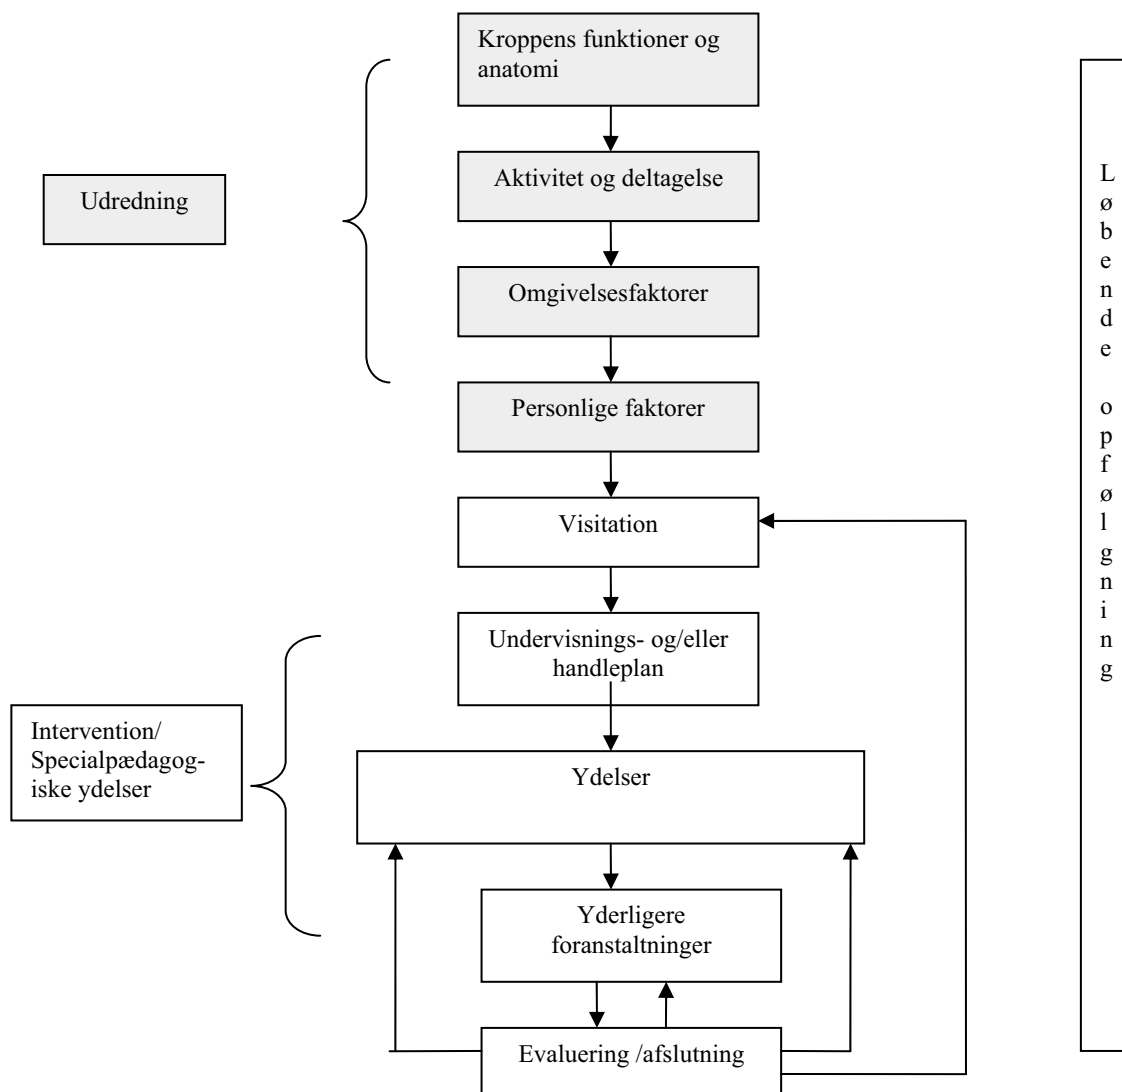 Kroppens funktioner og
anatomi
Udredning
Aktivitet og deltagelse
Omgivelsesfaktorer
Personlige faktorer
Visitation
Undervisnings- og/eller
handleplan
Intervention/
Specialpædagog-
iske ydelser
Ydelser
Yderligere
foranstaltninger
Evaluering /afslutning
L
ø
b
e
n
d
e
o
p
f
ø
l
g
n
i
n
g